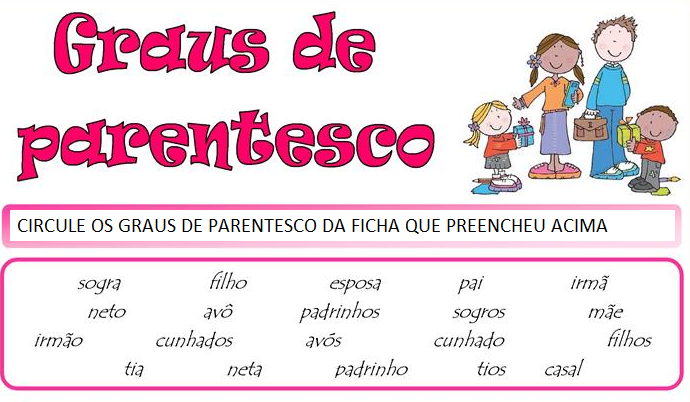 Graus de
parentesco
CIRCULE OS GRAUS DE PARENTESCO DA FICHA QUE PREENCHEU ACIMA
sogra filho esposa pai irmã
neto avô padrinhos sogros mãe
irmão cunhados avós cunhado filhos
tia neta padrinho tios casal